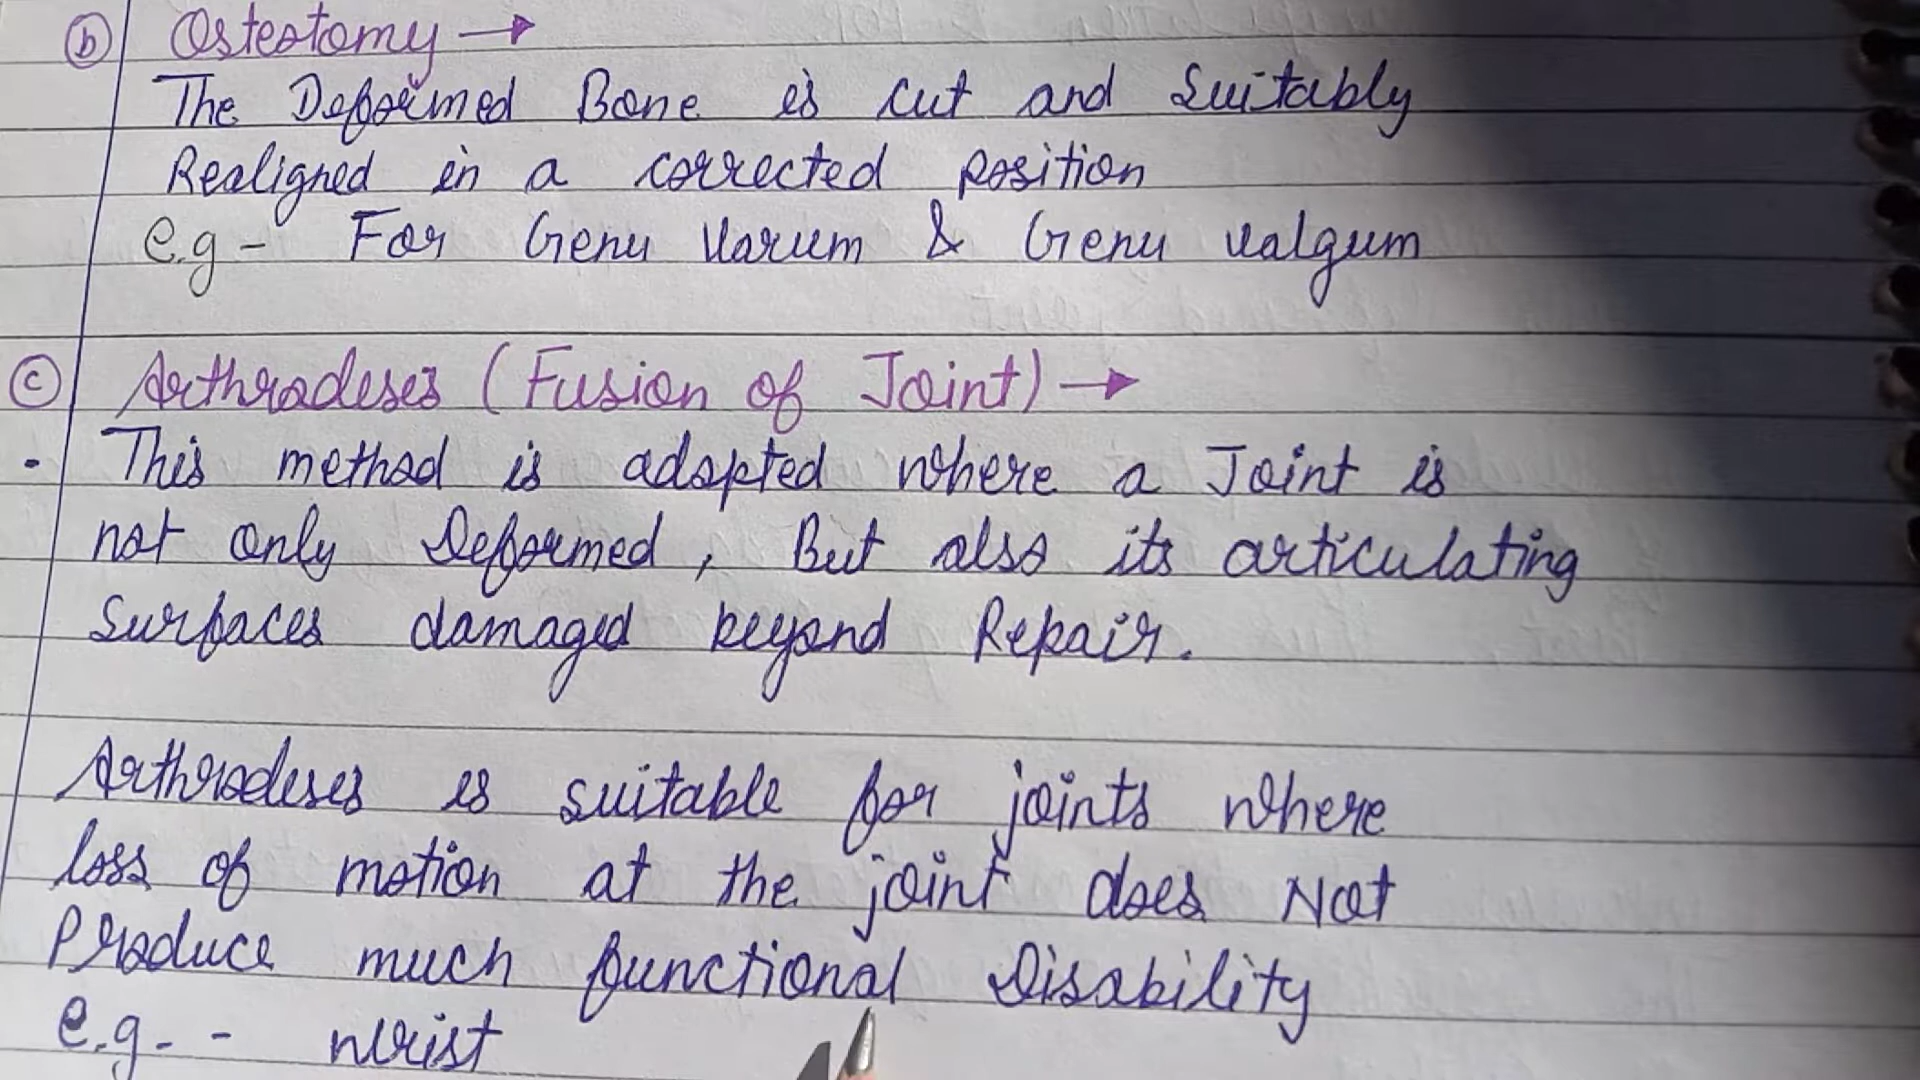 b Osteotomy →
The Deformed Bone is cut and Suitably
Realigned in a corrected position
e.g - For Genu Varum & Genu valgum
c Arthrodeses (Fusion of Joint) →
· This method is adopted where a Joint is
not only Deformed, But also its articulating
Surfaces damaged beyond Repair.
Arthrodeses is suitable for joints where
loss of motion at the joint does Not
Produce much functional Disability
e.g. - wrist